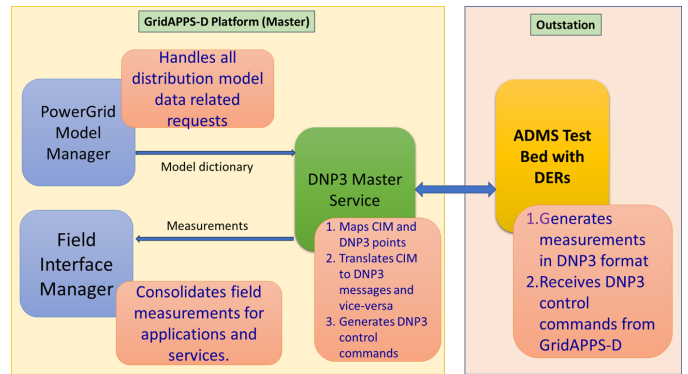 GridAPPS-D Platform (Master)
Handles all
distribution model
data related
requests
PowerGrid
Model
Manager
Model dictionary
DNP3 Master
Service
1. Maps CIM and
DNP3 points
2. Translates CIM
to DNP3
messages and
vice-versa
3. Generates DNP3
control
commands
Measurements
Field
Interface
Manager
Consolidates field
measurements for
applications and
services.
Outstation
ADMS Test
Bed with
DERs
1.Generates
measurements
in DNP3 format
2.Receives DNP3
control
commands from
GridAPPS-D